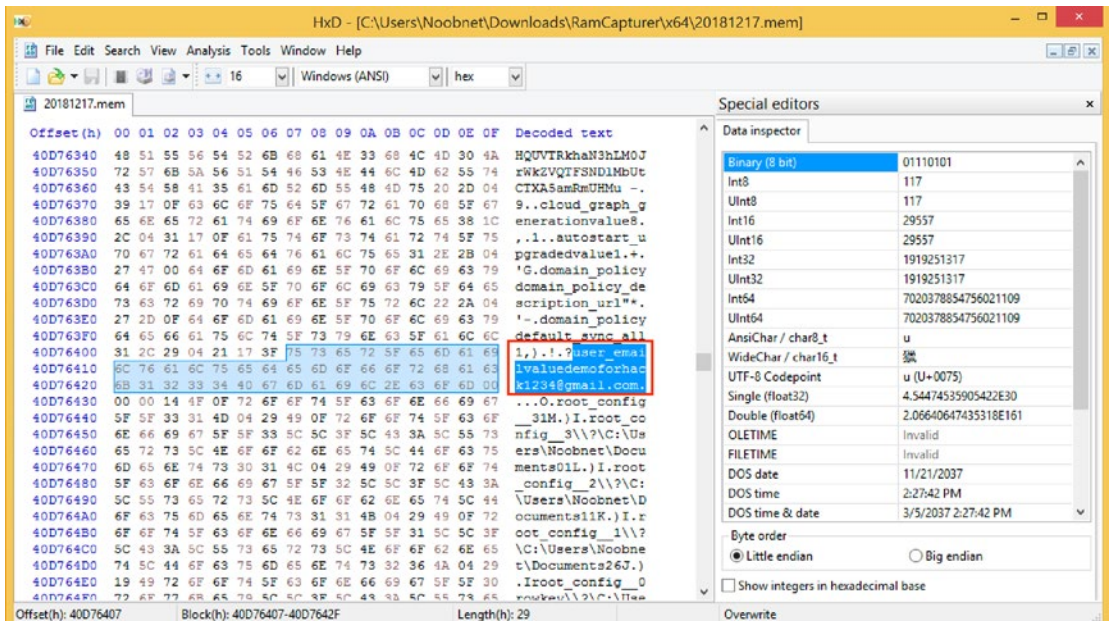 HxD - [C:\Users\Noobnet\Downloads\RamCapturer\x64\20181217.mem]
File Edit Search View Analysis Tools Window Help
16 Windows (ANSI) hex
20181217.mem
Offset(h) 00 01 02 03 04 05 06 07 08 09 0A 0B 0C 0D 0E 0F Decoded text
40D76340 48 51 55 56 54 52 6B 68 61 4E 33 68 4C 4D 30 4A HQUVTRkhaN3hLM0J
40D76350 72 57 6B 5A 56 51 54 46 53 4E 44 6C 4D 62 55 74 rWkZVQTFSNDlMbUt
40D76360 43 54 58 41 35 61 6D 52 6D 55 48 4D 75 20 2D 04 CTXA5amRmUHMu -.
40D76370 39 17 0F 63 6C 6F 75 64 5F 67 72 61 70 68 5F 67 9..cloud_graph_g
40D76380 65 6E 65 72 61 74 69 6F 6E 76 61 6C 75 65 38 1C enerationvalue8.
40D76390 2C 04 31 17 0F 61 75 74 6F 73 74 61 72 74 5F 75 ,.1..autostart_u
40D763A0 70 67 72 61 64 65 64 76 61 6C 75 65 31 2E 2B 04 pgradedvalue1.+.
40D763B0 27 47 00 64 6F 6D 61 69 6E 5F 70 6F 6C 69 63 79 'G.domain_policy
40D763C0 64 6F 6D 61 69 6E 5F 70 6F 6C 69 63 79 5F 64 65 domain_policy_de
40D763D0 73 63 72 69 70 74 69 6F 6E 5F 75 72 6C 22 2A 04 scription_url"*.
40D763E0 27 2D 0F 64 6F 6D 61 69 6E 5F 70 6F 6C 69 63 79 '-.domain_policy
40D763F0 64 65 66 61 75 6C 74 5F 73 79 6E 63 5F 61 6C 6C default_sync_all
40D76400 31 2C 29 04 21 17 3F 75 73 65 72 5F 65 6D 61 69 1,).!.?user_emai
40D76410 6C 76 61 6C 75 65 64 65 6D 6F 66 6F 72 68 61 63 lvaluedemoforhac
40D76420 6B 31 32 33 34 40 67 6D 61 69 6C 2E 63 6F 6D 00 k1234@gmail.com.
40D76430 00 00 14 4F 0F 72 6F 6F 74 5F 63 6F 6E 66 69 67 ...O.root_config
40D76440 5F 5F 33 31 4D 04 29 49 0F 72 6F 6F 74 5F 63 6F __31M.)I.root_co
40D76450 6E 66 69 67 5F 5F 33 5C 5C 3F 5C 43 3A 5C 55 73 nfig__3\\?\C:\Us
40D76460 65 72 73 5C 4E 6F 6F 62 6E 65 74 5C 44 6F 63 75 ers\Noobnet\Docu
40D76470 6D 65 6E 74 73 30 31 4C 04 29 49 0F 72 6F 6F 74 ments01L.)I.root
40D76480 5F 63 6F 6E 66 69 67 5F 5F 32 5C 5C 3F 5C 43 3A _config__2\\?\C:
40D76490 5C 55 73 65 72 73 5C 4E 6F 6F 62 6E 65 74 5C 44 \Users\Noobnet\D
40D764A0 6F 63 75 6D 65 6E 74 73 31 31 4B 04 29 49 0F 72 ocuments11K.)I.r
40D764B0 6F 6F 74 5F 63 6F 6E 66 69 67 5F 5F 31 5C 5C 3F oot_config__1\\?
40D764C0 5C 43 3A 5C 55 73 65 72 73 5C 4E 6F 6F 62 6E 65 \C:\Users\Noobne
40D764D0 74 5C 44 6F 63 75 6D 65 6E 74 73 32 36 4A 04 29 t\Documents26J.)
40D764E0 19 49 72 6F 6F 74 5F 63 6F 6E 66 69 67 5F 5F 30 .Iroot_config__0
40D764F0 72 6F 77 6B 65 79 5C 5C 3F 5C 43 3A 5C 55 73 65 rowkey\\?\C:\Use
Special editors
Data inspector
Binary (8 bit) 01110101
Int8 117
UInt8 117
Int16 29557
UInt16 29557
Int32 1919251317
UInt32 1919251317
Int64 7020378854756021109
UInt64 7020378854756021109
AnsiChar / char8_t u
WideChar / char16_t
UTF-8 Codepoint u (U+0075)
Single (float32) 4.54474535905422E30
Double (float64) 2.06640647435318E161
OLETIME Invalid
FILETIME Invalid
DOS date 11/21/2037
DOS time 2:27:42 PM
DOS time & date 3/5/2037 2:27:42 PM
Byte order
Little endian Big endian
Show integers in hexadecimal base
Offset(h): 40D76407 Block(h): 40D76407-40D7642F Length(h): 29 Overwrite